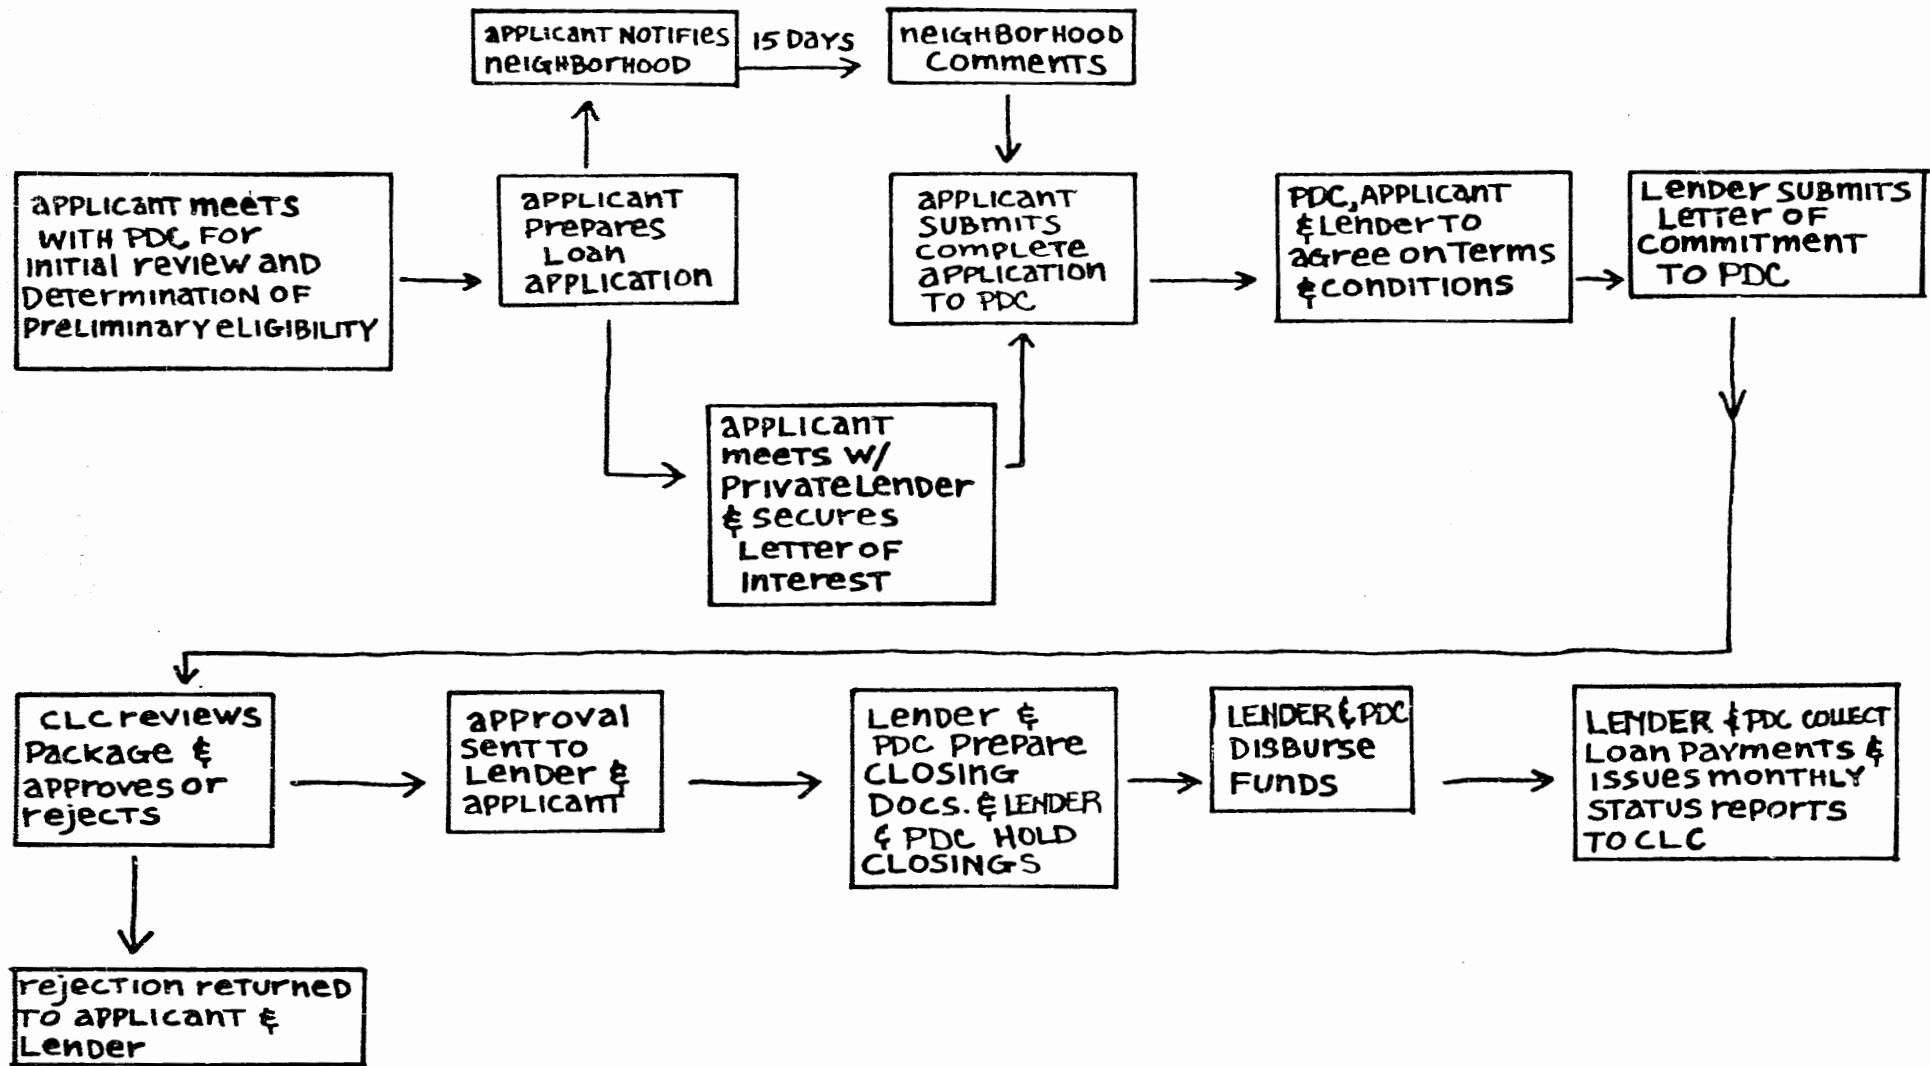 applicant notifies
neighborhood
15 Days
neighborhood
comments
applicant meets
with PDC for
initial review and
Determination of
Preliminary eligibility
applicant
Prepares
Loan
application
applicant
submits
complete
application
to PDC
PDC, applicant
& Lender to
agree on Terms
& conditions
Lender submits
Letter of
commitment
to PDC
applicant
meets w/
Private Lender
& secures
Letter of
interest
CLC reviews
Package &
approves or
rejects
approval
sent to
Lender &
applicant
Lender &
PDC Prepare
closing
Docs. & LENDER
& PDC HOLD
CLOSINGS
LENDER & PDC
Disburse
Funds
LENDER & PDC COLLECT
Loan Payments &
issues monthly
status reports
to CLC
rejection returned
to applicant &
Lender